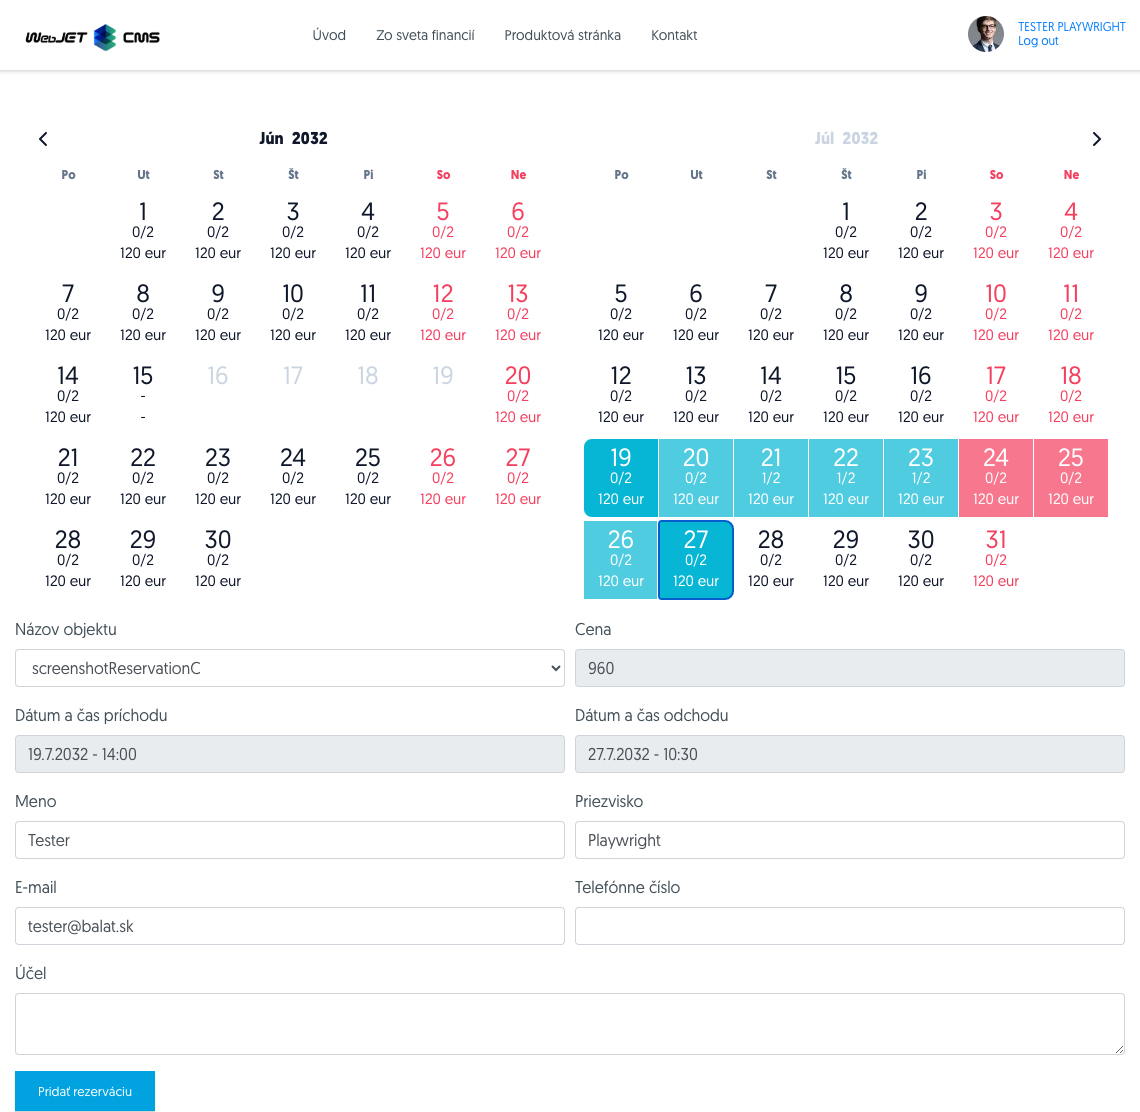 WebJET CMS
Úvod Zo sveta financií Produktová stránka Kontakt
TESTER PLAYWRIGHT
Log out
Jún 2032
Po Ut St Št Pi So Ne
1 2 3 4 5 6
0/2 0/2 0/2 0/2 0/2 0/2
120 eur 120 eur 120 eur 120 eur 120 eur 120 eur
7 8 9 10 11 12 13
0/2 0/2 0/2 0/2 0/2 0/2 0/2
120 eur 120 eur 120 eur 120 eur 120 eur 120 eur 120 eur
14 15 16 17 18 19 20
0/2 - 0/2
120 eur - 120 eur
21 22 23 24 25 26 27
0/2 0/2 0/2 0/2 0/2 0/2 0/2
120 eur 120 eur 120 eur 120 eur 120 eur 120 eur 120 eur
28 29 30
0/2 0/2 0/2
120 eur 120 eur 120 eur
Júl 2032
Po Ut St Št Pi So Ne
1 2 3 4
0/2 0/2 0/2 0/2
120 eur 120 eur 120 eur 120 eur
5 6 7 8 9 10 11
0/2 0/2 0/2 0/2 0/2 0/2 0/2
120 eur 120 eur 120 eur 120 eur 120 eur 120 eur 120 eur
12 13 14 15 16 17 18
0/2 0/2 0/2 0/2 0/2 0/2 0/2
120 eur 120 eur 120 eur 120 eur 120 eur 120 eur 120 eur
19 20 21 22 23 24 25
0/2 0/2 1/2 1/2 1/2 0/2 0/2
120 eur 120 eur 120 eur 120 eur 120 eur 120 eur 120 eur
26 27 28 29 30 31
0/2 0/2 0/2 0/2 0/2 0/2
120 eur 120 eur 120 eur 120 eur 120 eur 120 eur
Názov objektu Cena
screenshotReservationC 960
Dátum a čas príchodu Dátum a čas odchodu
19.7.2032 - 14:00 27.7.2032 - 10:30
Meno Priezvisko
Tester Playwright
E-mail Telefónne číslo
tester@balat.sk
Účel
Pridať rezerváciu